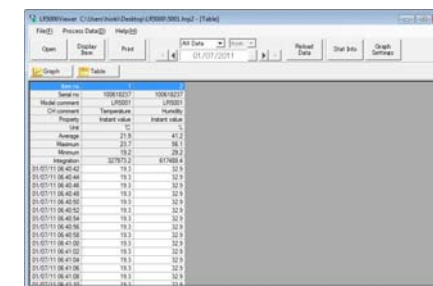 LR5000Viewer C:\Users\hioki\Desktop\LR5000\5001.hrp2 - [Table]
File(F) Process Data(D) Help(H)
Open Display Item Print All Data from 01/07/2011 Reload Data Stat Info Graph Settings
Graph Table
Item no. 1 2
Serial no 100618237 100618237
Model comment LR5001 LR5001
CH comment Temperature Humidity
Property Instant value Instant value
Unit ℃ %
Average 21.9 41.2
Maximum 23.7 56.1
Minimum 19.2 29.2
Integration 327973.2 617488.4
01/07/11 06:40:42 19.3 32.9
01/07/11 06:40:44 19.3 32.9
01/07/11 06:40:46 19.3 32.9
01/07/11 06:40:48 19.3 32.9
01/07/11 06:40:50 19.3 32.9
01/07/11 06:40:52 19.3 32.9
01/07/11 06:40:54 19.3 32.9
01/07/11 06:40:56 19.3 32.9
01/07/11 06:40:58 19.3 32.9
01/07/11 06:41:00 19.3 32.9
01/07/11 06:41:02 19.3 32.9
01/07/11 06:41:04 19.3 32.9
01/07/11 06:41:06 19.3 32.9
01/07/11 06:41:08 19.3 32.9